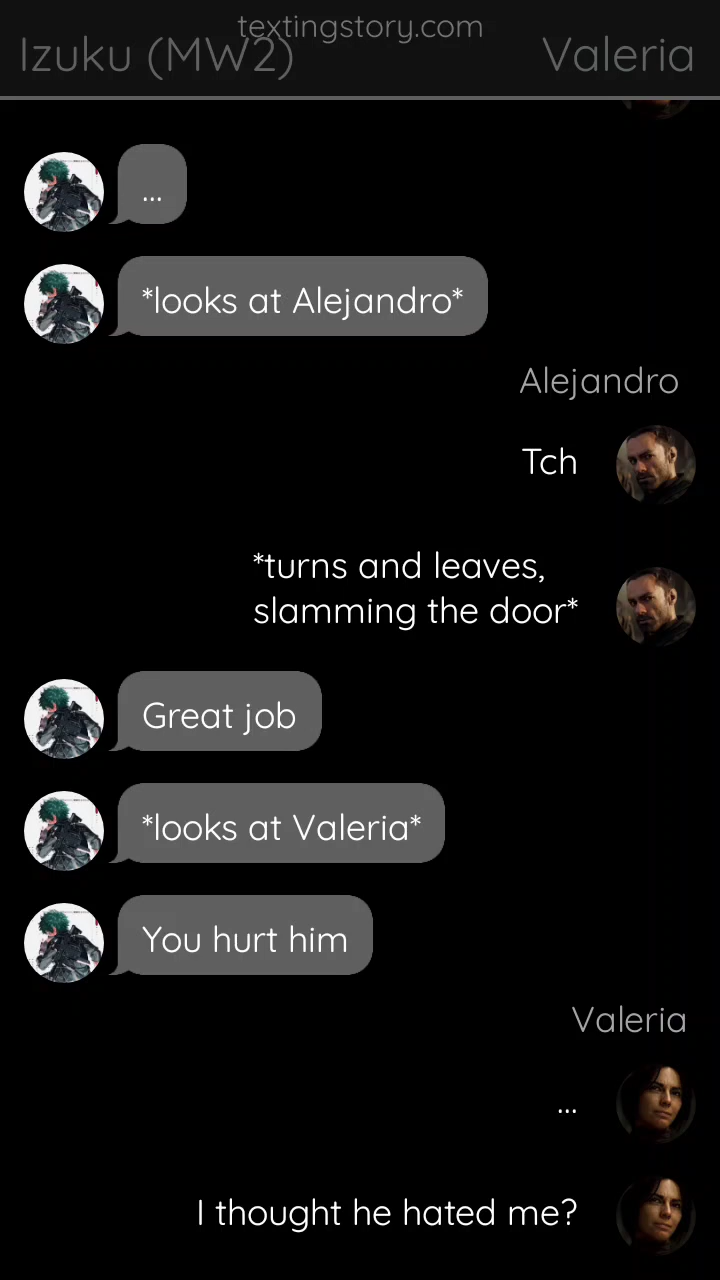 textingstory.com
Izuku (MW2)
Valeria
...
*looks at Alejandro*
Alejandro
Tch
*turns and leaves,
slamming the door*
Great job
*looks at Valeria*
You hurt him
Valeria
...
I thought he hated me?